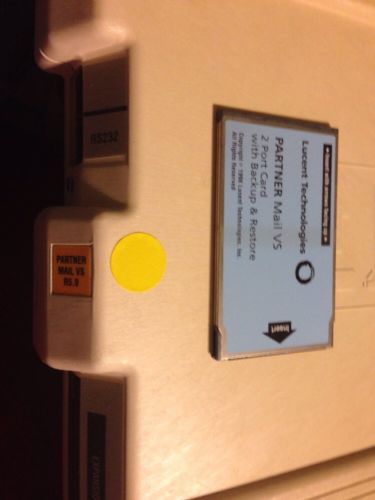 RS232
PARTNER
MAIL VS
R5.0
Lucent Technologies
PARTNER Mail VS
2 Port Card
with Backup & Restore
Copyright © 1998 Lucent Technologies, Inc.
All Rights Reserved
Insert